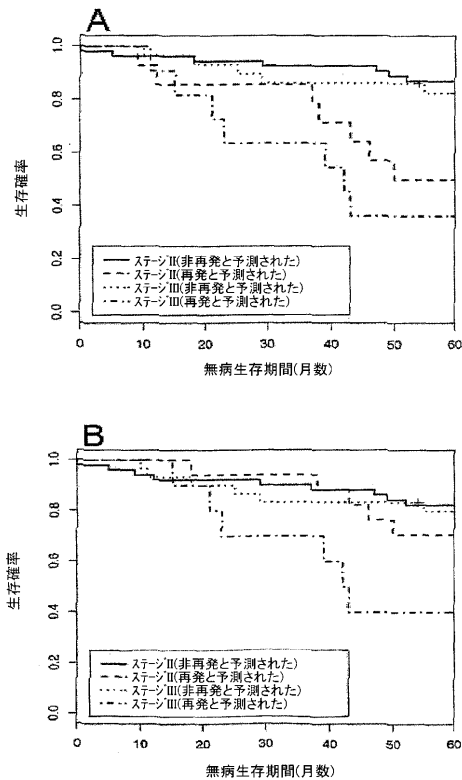 A
1.0
0.8
0.6
0.4
0.2
0.0
生存確率
ステージII(非再発と予測された)
ステージII(再発と予測された)
ステージIII(非再発と予測された)
ステージIII(再発と予測された)
0 10 20 30 40 50 60
無病生存期間(月数)
B
1.0
0.8
0.6
0.4
0.2
0.0
生存確率
ステージII(非再発と予測された)
ステージII(再発と予測された)
ステージIII(非再発と予測された)
ステージIII(再発と予測された)
0 10 20 30 40 50 60
無病生存期間(月数)